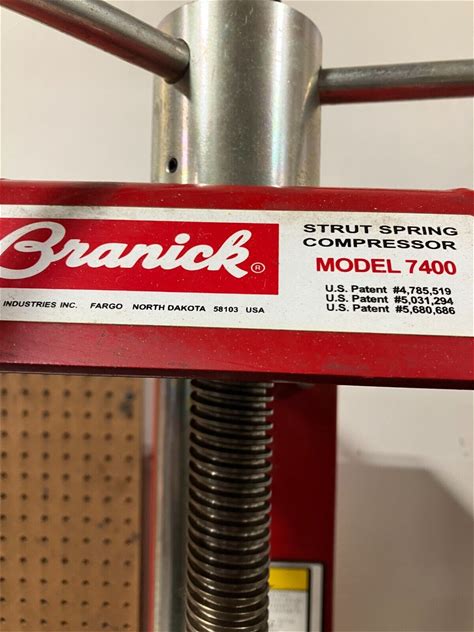 Branick®
INDUSTRIES INC. FARGO NORTH DAKOTA 58103 USA
STRUT SPRING
COMPRESSOR
MODEL 7400
U.S. Patent #4,785,519
U.S. Patent #5,031,294
U.S. Patent #5,680,686